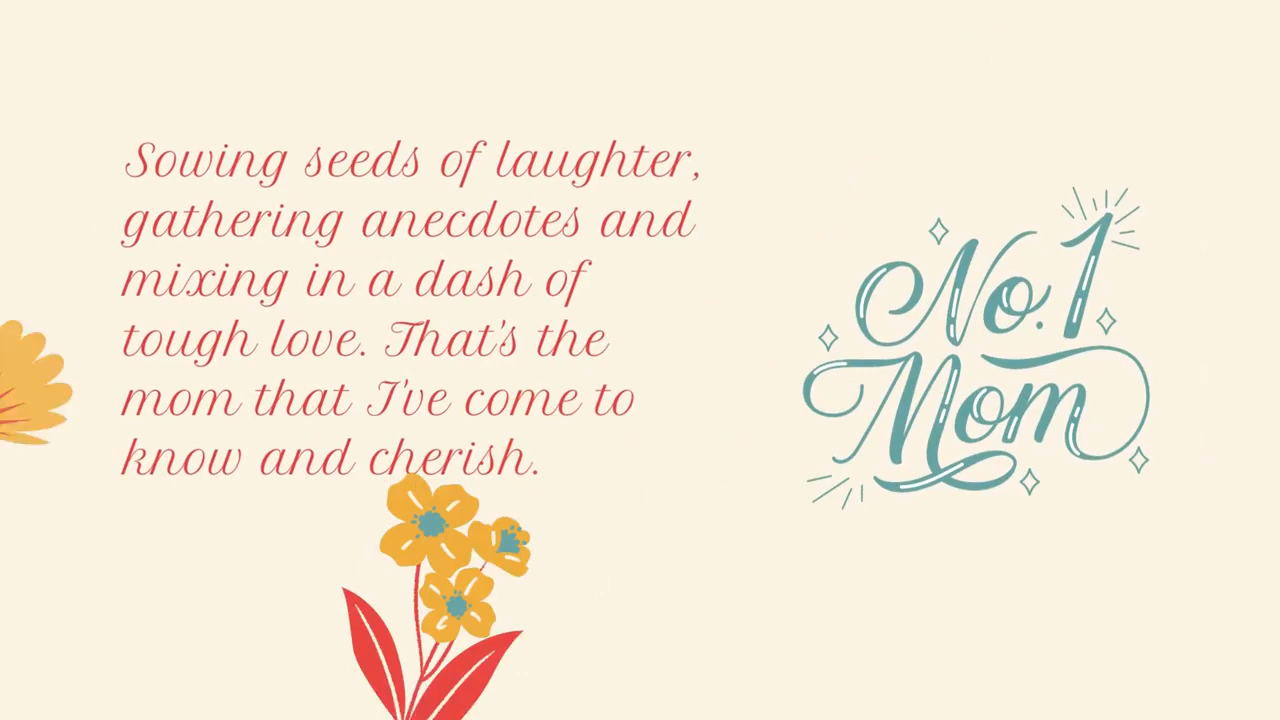 Sowing seeds of laughter,
gathering anecdotes and
mixing in a dash of
tough love. That's the
mom that I've come to
know and cherish.
No.1
Mom